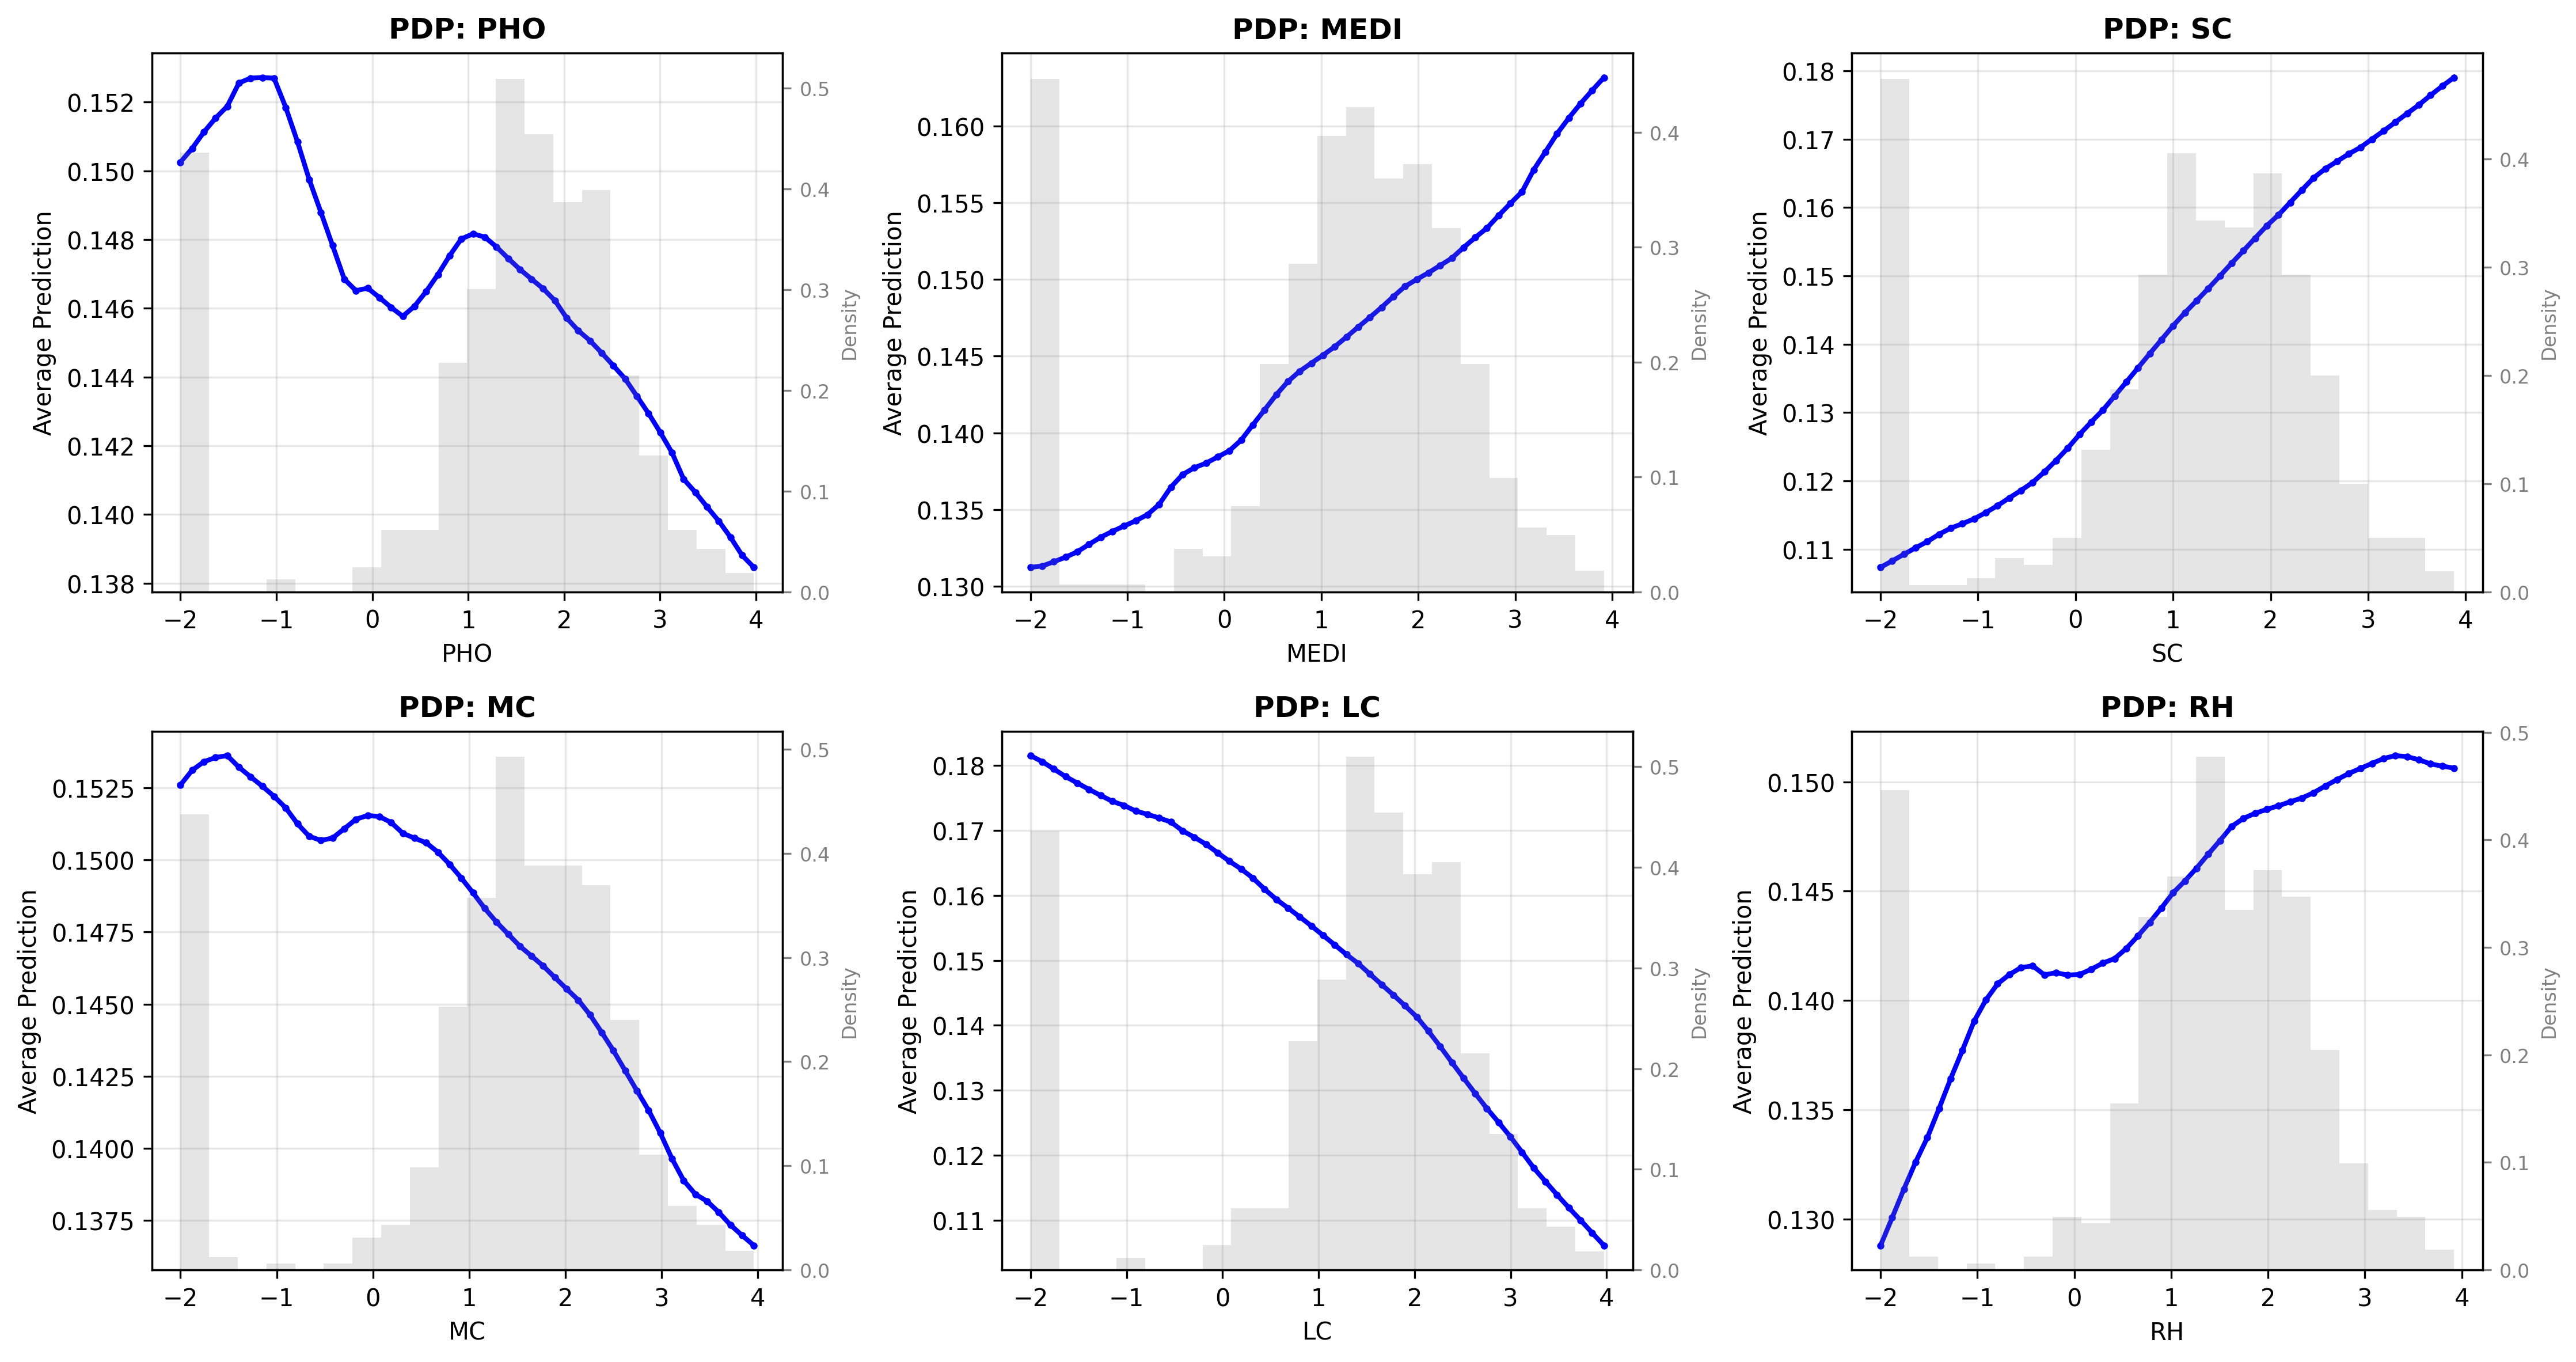 PDP: PHO
Average Prediction
0.152
0.150
0.148
0.146
0.144
0.142
0.140
0.138
−2 −1 0 1 2 3 4
PHO
0.5
0.4
0.3
0.2
0.1
0.0
Density
PDP: MEDI
Average Prediction
0.160
0.155
0.150
0.145
0.140
0.135
0.130
−2 −1 0 1 2 3 4
MEDI
0.4
0.3
0.2
0.1
0.0
Density
PDP: SC
Average Prediction
0.18
0.17
0.16
0.15
0.14
0.13
0.12
0.11
−2 −1 0 1 2 3 4
SC
0.4
0.3
0.2
0.1
0.0
Density
PDP: MC
Average Prediction
0.1525
0.1500
0.1475
0.1450
0.1425
0.1400
0.1375
−2 −1 0 1 2 3 4
MC
0.5
0.4
0.3
0.2
0.1
0.0
Density
PDP: LC
Average Prediction
0.18
0.17
0.16
0.15
0.14
0.13
0.12
0.11
−2 −1 0 1 2 3 4
LC
0.5
0.4
0.3
0.2
0.1
0.0
Density
PDP: RH
Average Prediction
0.150
0.145
0.140
0.135
0.130
−2 −1 0 1 2 3 4
RH
0.5
0.4
0.3
0.2
0.1
0.0
Density